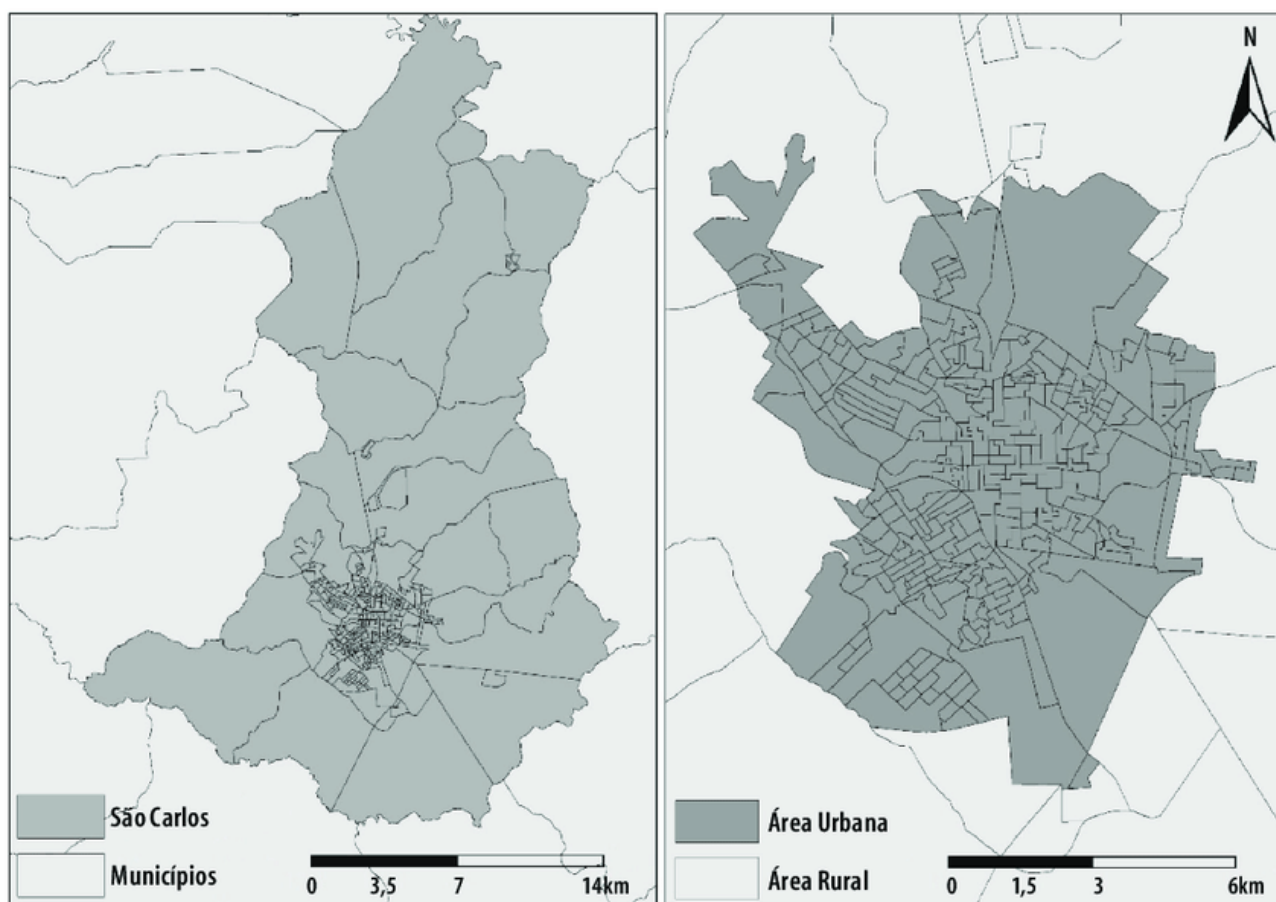 São Carlos
Municípios
0 3,5 7 14km
N
Área Urbana
Área Rural
0 1,5 3 6km